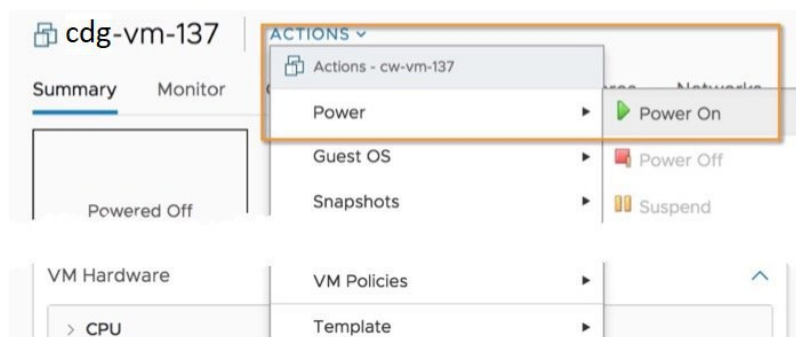 cdg-vm-137 ACTIONS
Actions - cw-vm-137
Summary Monitor Networks
Power Power On
Guest OS Power Off
Snapshots Suspend
Powered Off
VM Hardware VM Policies
CPU Template